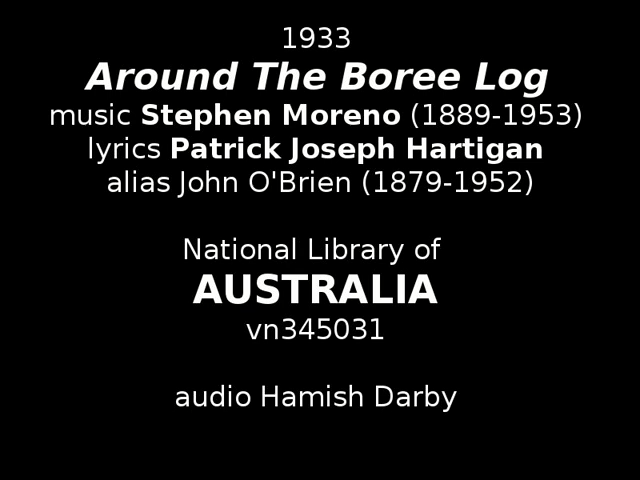 1933
Around The Boree Log
music Stephen Moreno (1889-1953)
lyrics Patrick Joseph Hartigan
alias John O'Brien (1879-1952)
National Library of
AUSTRALIA
vn345031
audio Hamish Darby